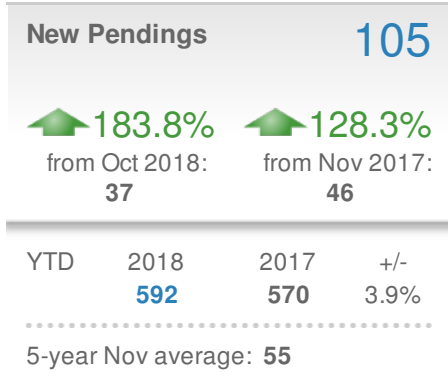 New Pendings 105
183.8% 128.3%
from Oct 2018: from Nov 2017:
37 46
YTD 2018 2017 +/-
592 570 3.9%
5-year Nov average: 55